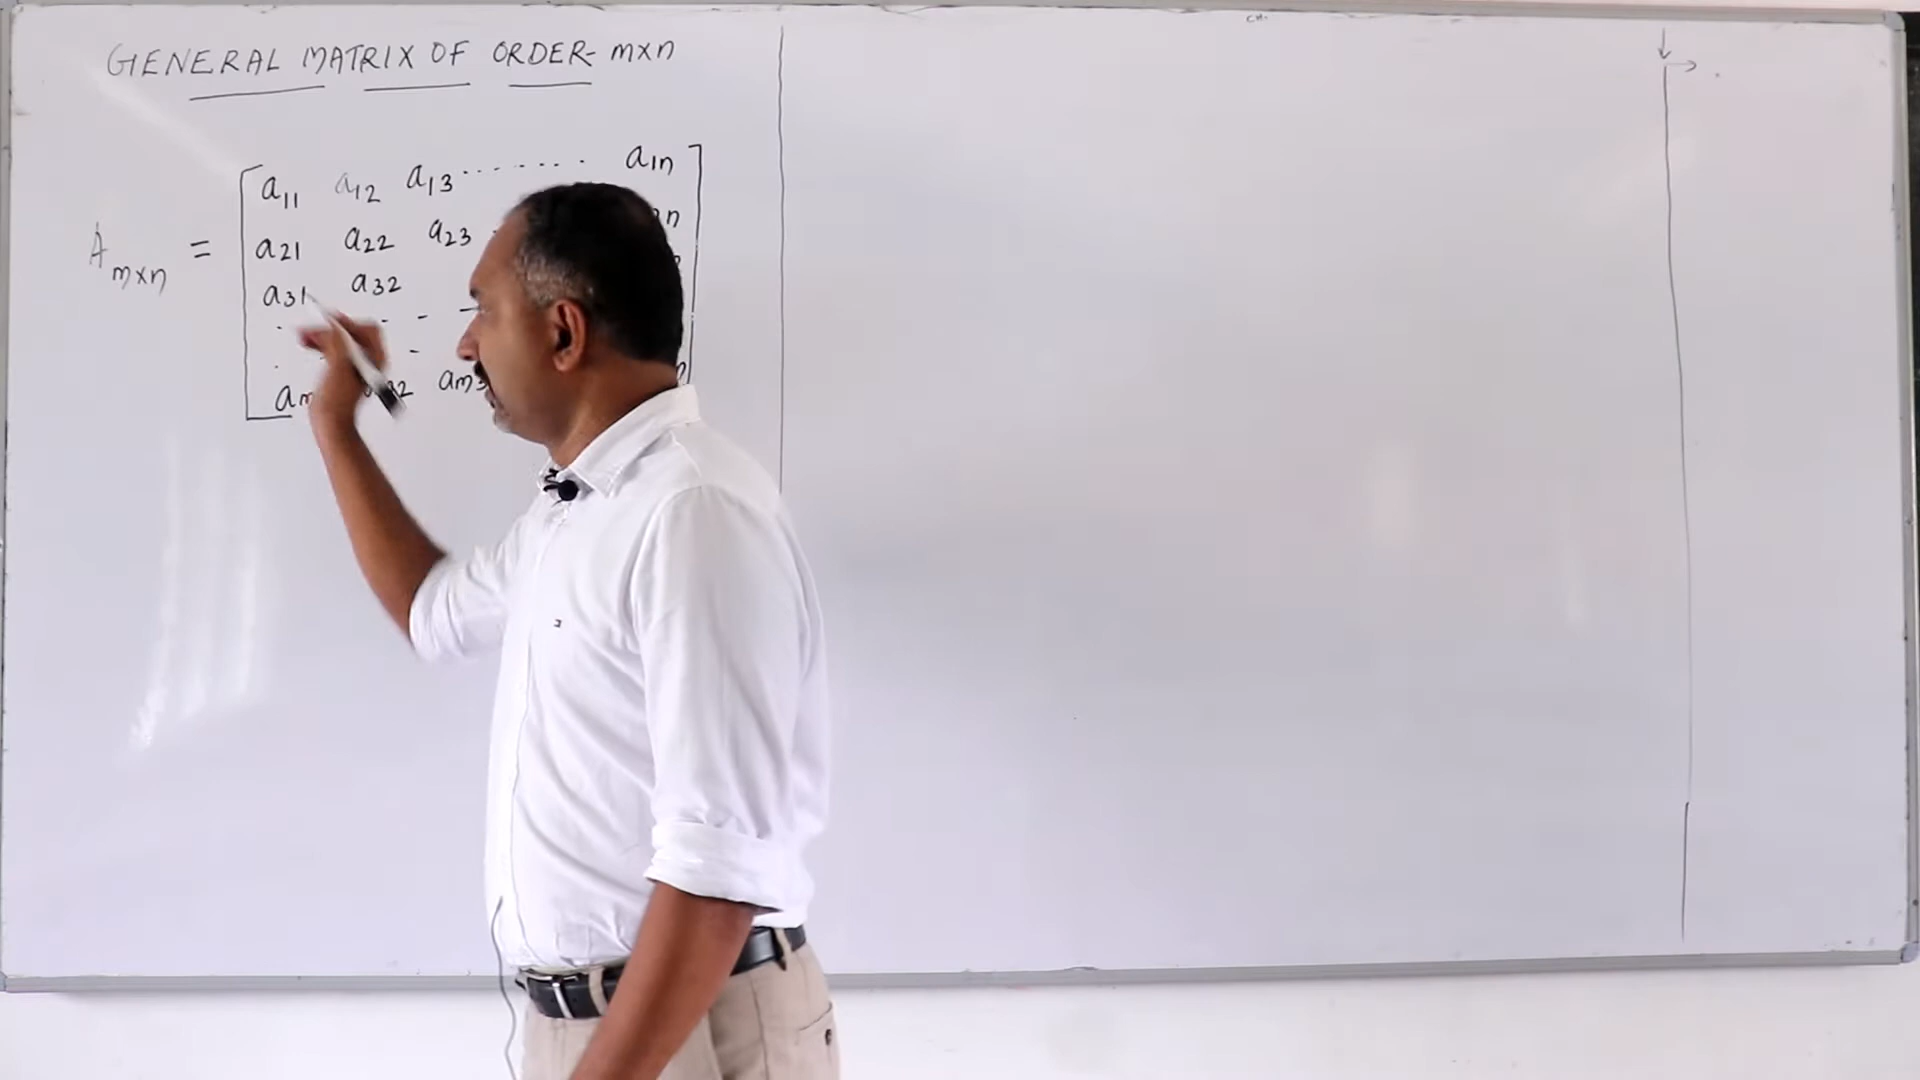 GENERAL MATRIX OF ORDER- m×n
a11 a12 a13 ........ a1n
A m×n = a21 a22 a23
a31 a32
am3